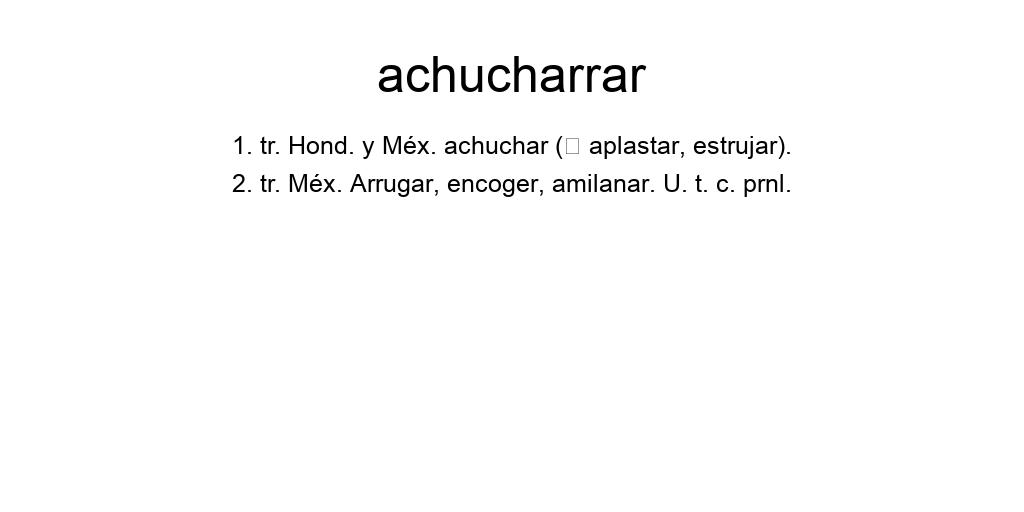 achucharrar
1. tr. Hond. y Méx. achuchar (□ aplastar, estrujar).
2. tr. Méx. Arrugar, encoger, amilanar. U. t. c. prnl.